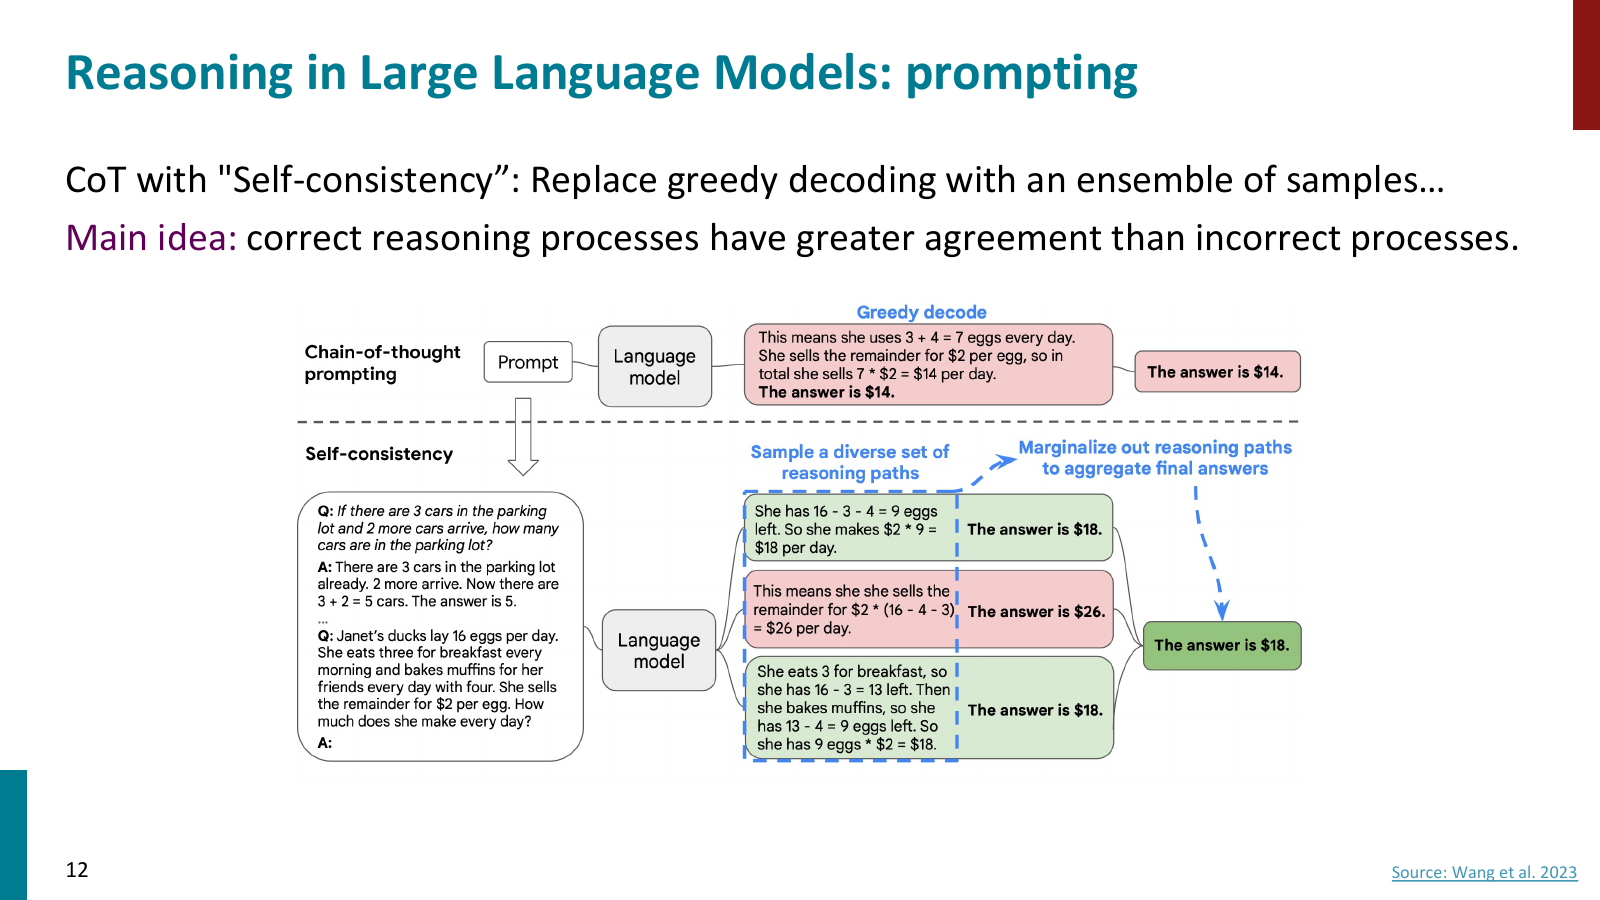 Reasoning in Large Language Models: prompting
CoT with "Self-consistency”: Replace greedy decoding with an ensemble of samples…
Main idea: correct reasoning processes have greater agreement than incorrect processes.
Greedy decode
Chain-of-thought
prompting
Prompt
Language
model
This means she uses 3 + 4 = 7 eggs every day.
She sells the remainder for $2 per egg, so in
total she sells 7 * $2 = $14 per day.
The answer is $14.
The answer is $14.
Self-consistency
Sample a diverse set of
reasoning paths
Marginalize out reasoning paths
to aggregate final answers
Q: If there are 3 cars in the parking
lot and 2 more cars arrive, how many
cars are in the parking lot?
A: There are 3 cars in the parking lot
already. 2 more arrive. Now there are
3 + 2 = 5 cars. The answer is 5.
...
Q: Janet's ducks lay 16 eggs per day.
She eats three for breakfast every
morning and bakes muffins for her
friends every day with four. She sells
the remainder for $2 per egg. How
much does she make every day?
A:
Language
model
She has 16 - 3 - 4 = 9 eggs
left. So she makes $2 * 9 =
$18 per day.
The answer is $18.
This means she she sells the
remainder for $2 * (16 - 4 - 3)
= $26 per day.
The answer is $26.
She eats 3 for breakfast, so
she has 16 - 3 = 13 left. Then
she bakes muffins, so she
has 13 - 4 = 9 eggs left. So
she has 9 eggs * $2 = $18.
The answer is $18.
The answer is $18.
12
Source: Wang et al. 2023